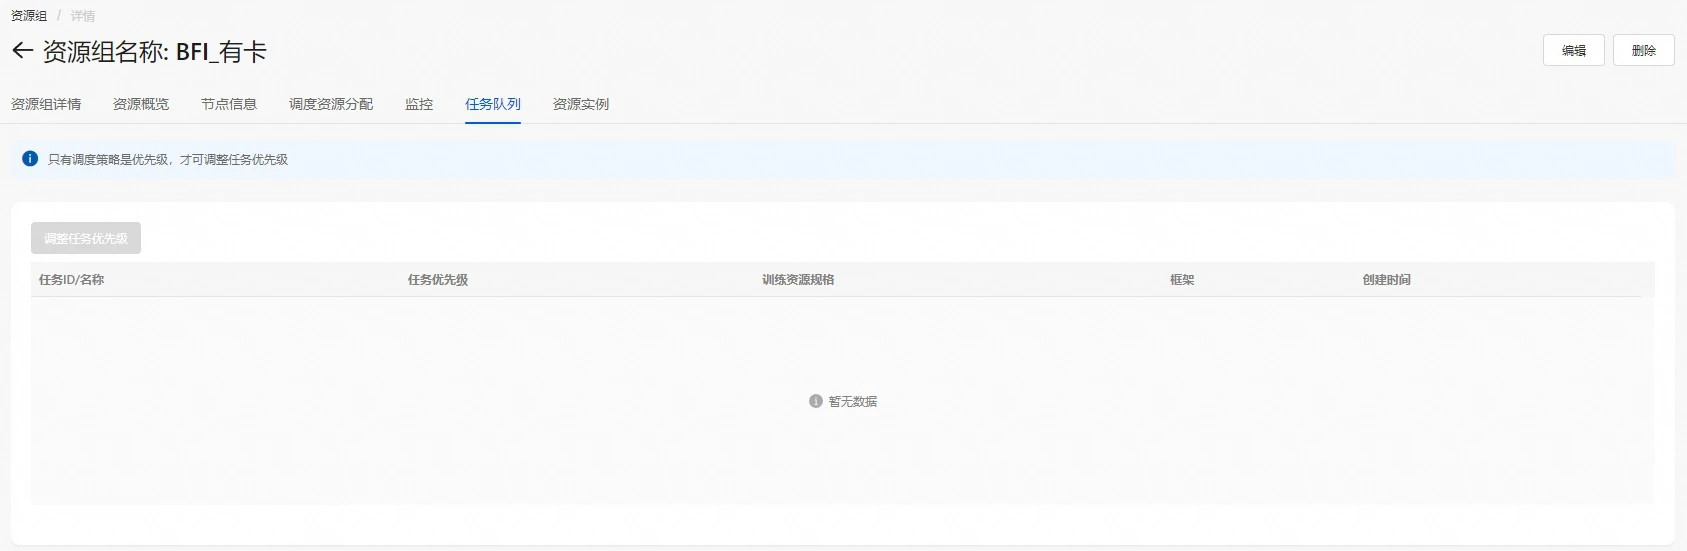 资源组 / 详情
← 资源组名称: BFI_有卡
编辑 删除
资源组详情 资源概览 节点信息 调度资源分配 监控 任务队列 资源实例
只有调度策略是优先级，才可调整任务优先级
调整任务优先级
任务ID/名称 任务优先级 训练资源规格 框架 创建时间
暂无数据